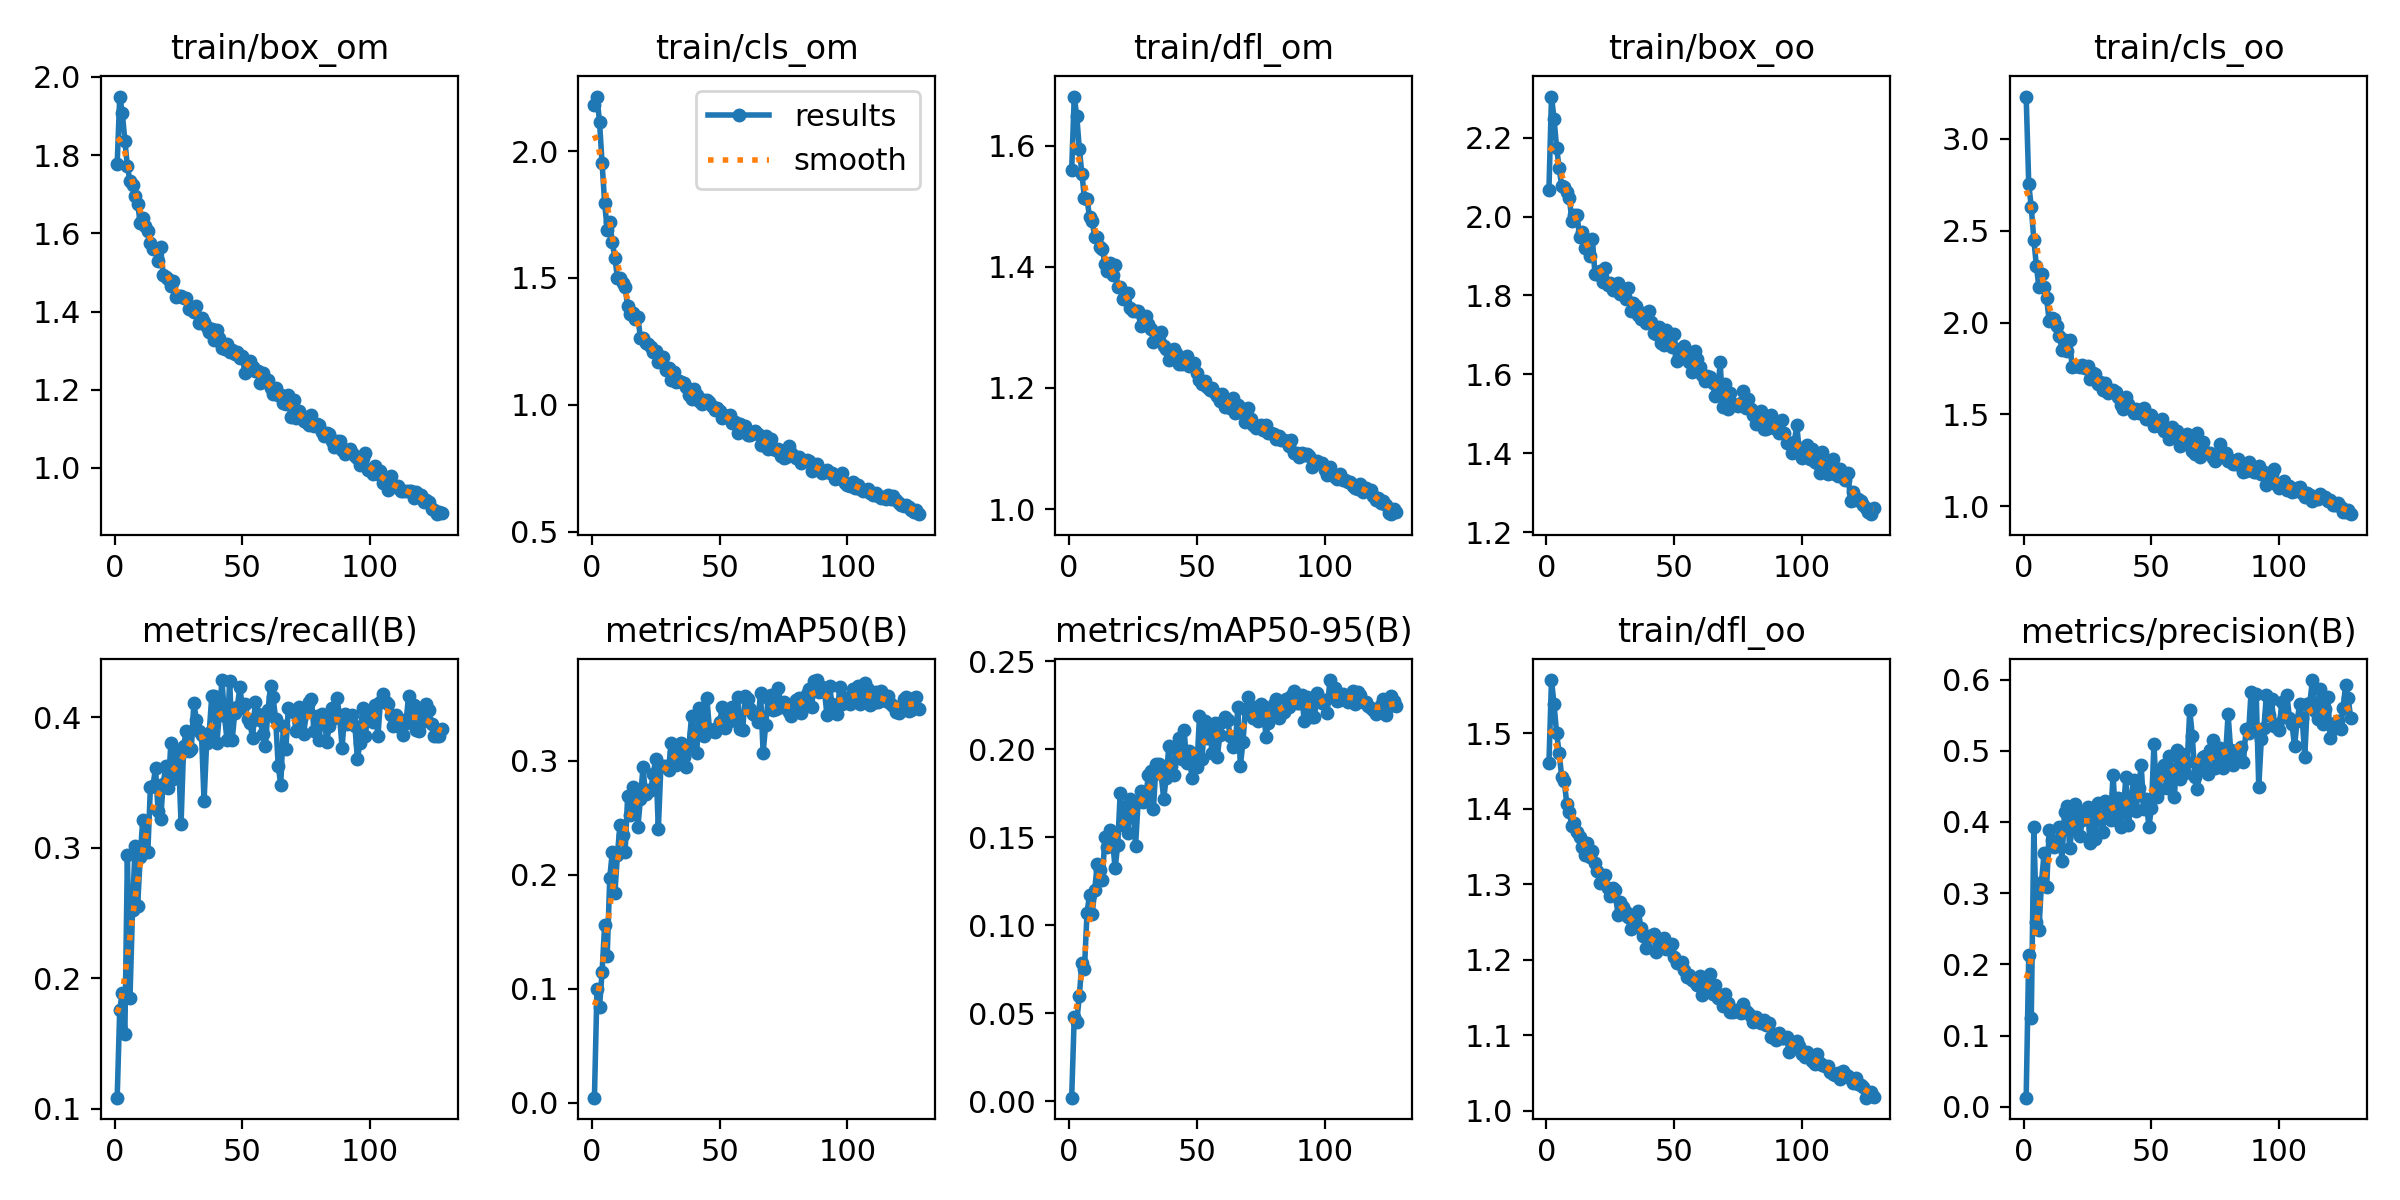 train/box_om
train/cls_om
train/dfl_om
train/box_oo
train/cls_oo
2.0
1.8
1.6
1.4
1.2
1.0
0 50 100
results
smooth
2.0
1.5
1.0
0.5
0 50 100
1.6
1.4
1.2
1.0
0 50 100
2.2
2.0
1.8
1.6
1.4
1.2
0 50 100
3.0
2.5
2.0
1.5
1.0
0 50 100
metrics/recall(B)
metrics/mAP50(B)
metrics/mAP50-95(B)
train/dfl_oo
metrics/precision(B)
0.4
0.3
0.2
0.1
0 50 100
0.3
0.2
0.1
0.0
0 50 100
0.25
0.20
0.15
0.10
0.05
0.00
0 50 100
1.5
1.4
1.3
1.2
1.1
1.0
0 50 100
0.6
0.5
0.4
0.3
0.2
0.1
0.0
0 50 100